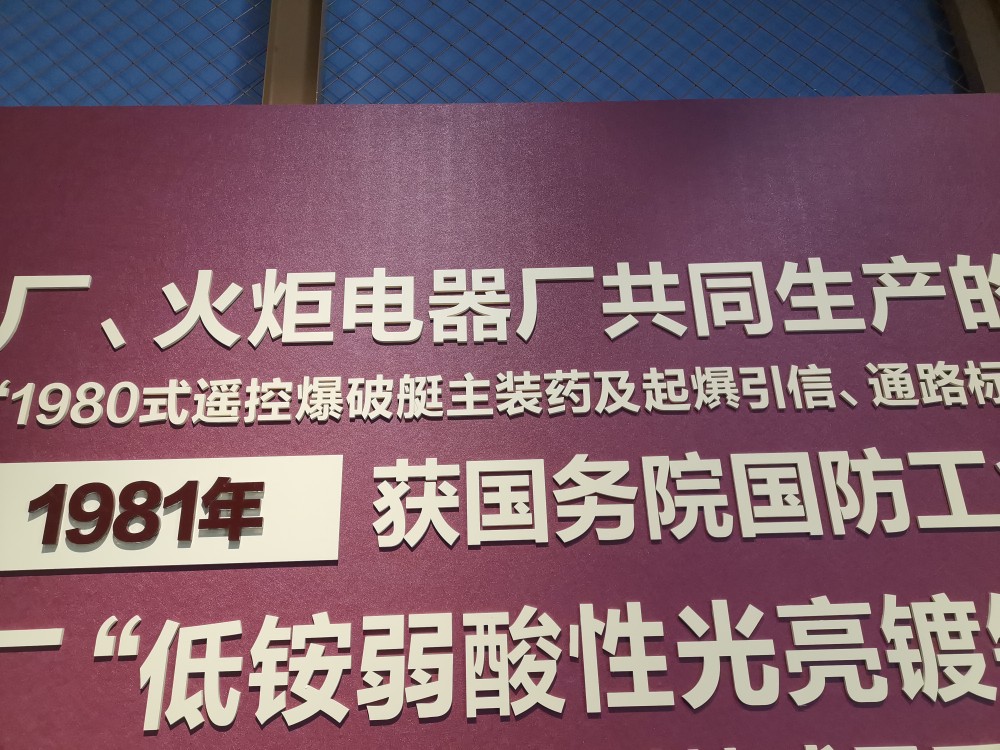 厂、火炬电器厂共同生产的
“1980式遥控爆破艇主装药及起爆引信、通路标
1981年 获国务院国防工
厂“低铵弱酸性光亮镀